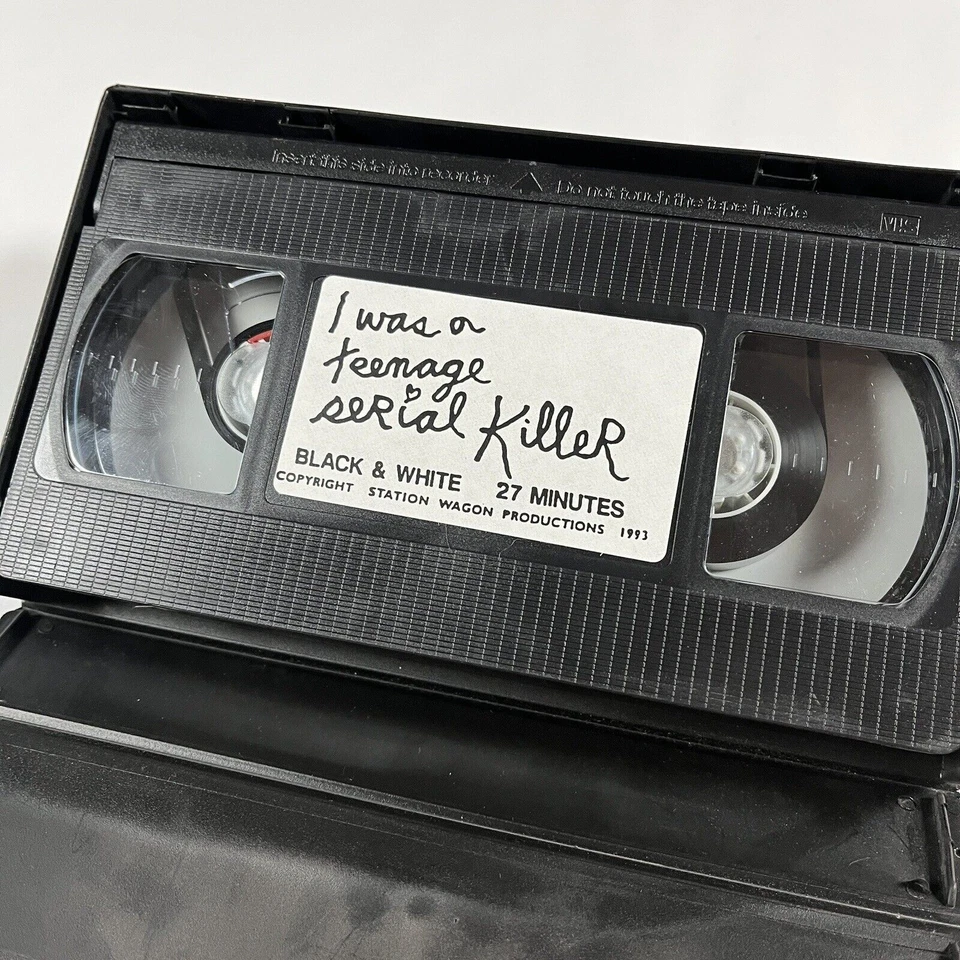 Insert this side into recorder Do not touch the tape inside
VHS
I was a
teenage
seRial KilleR
BLACK & WHITE 27 MINUTES
COPYRIGHT STATION WAGON PRODUCTIONS 1993